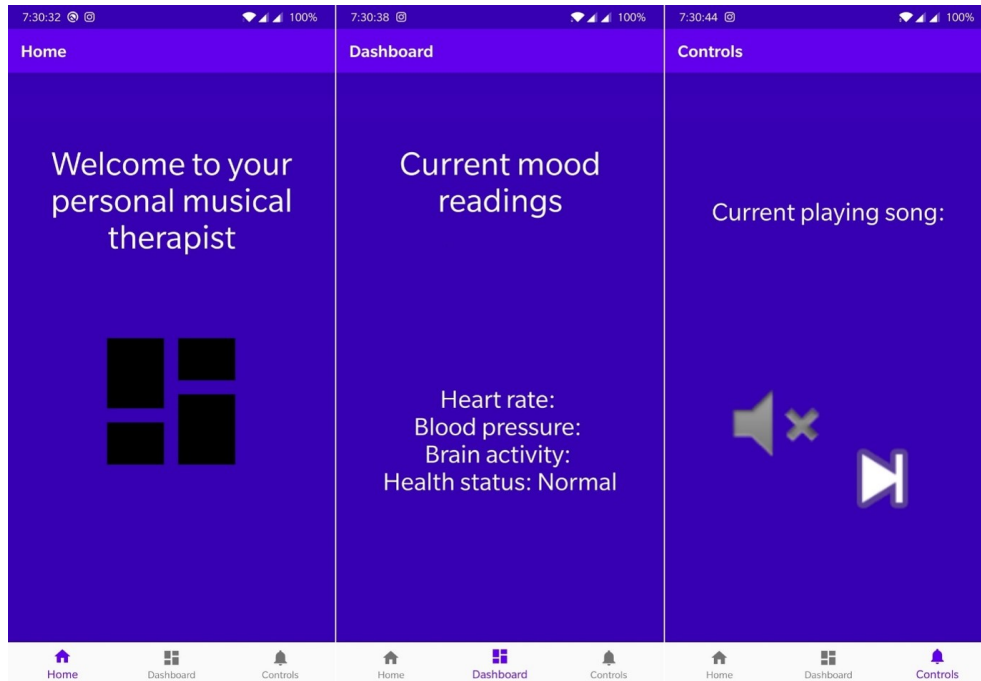 7:30:32 100%
Home
Welcome to your
personal musical
therapist
Home Dashboard Controls
7:30:38 100%
Dashboard
Current mood
readings
Heart rate:
Blood pressure:
Brain activity:
Health status: Normal
Home Dashboard Controls
7:30:44 100%
Controls
Current playing song:
Home Dashboard Controls